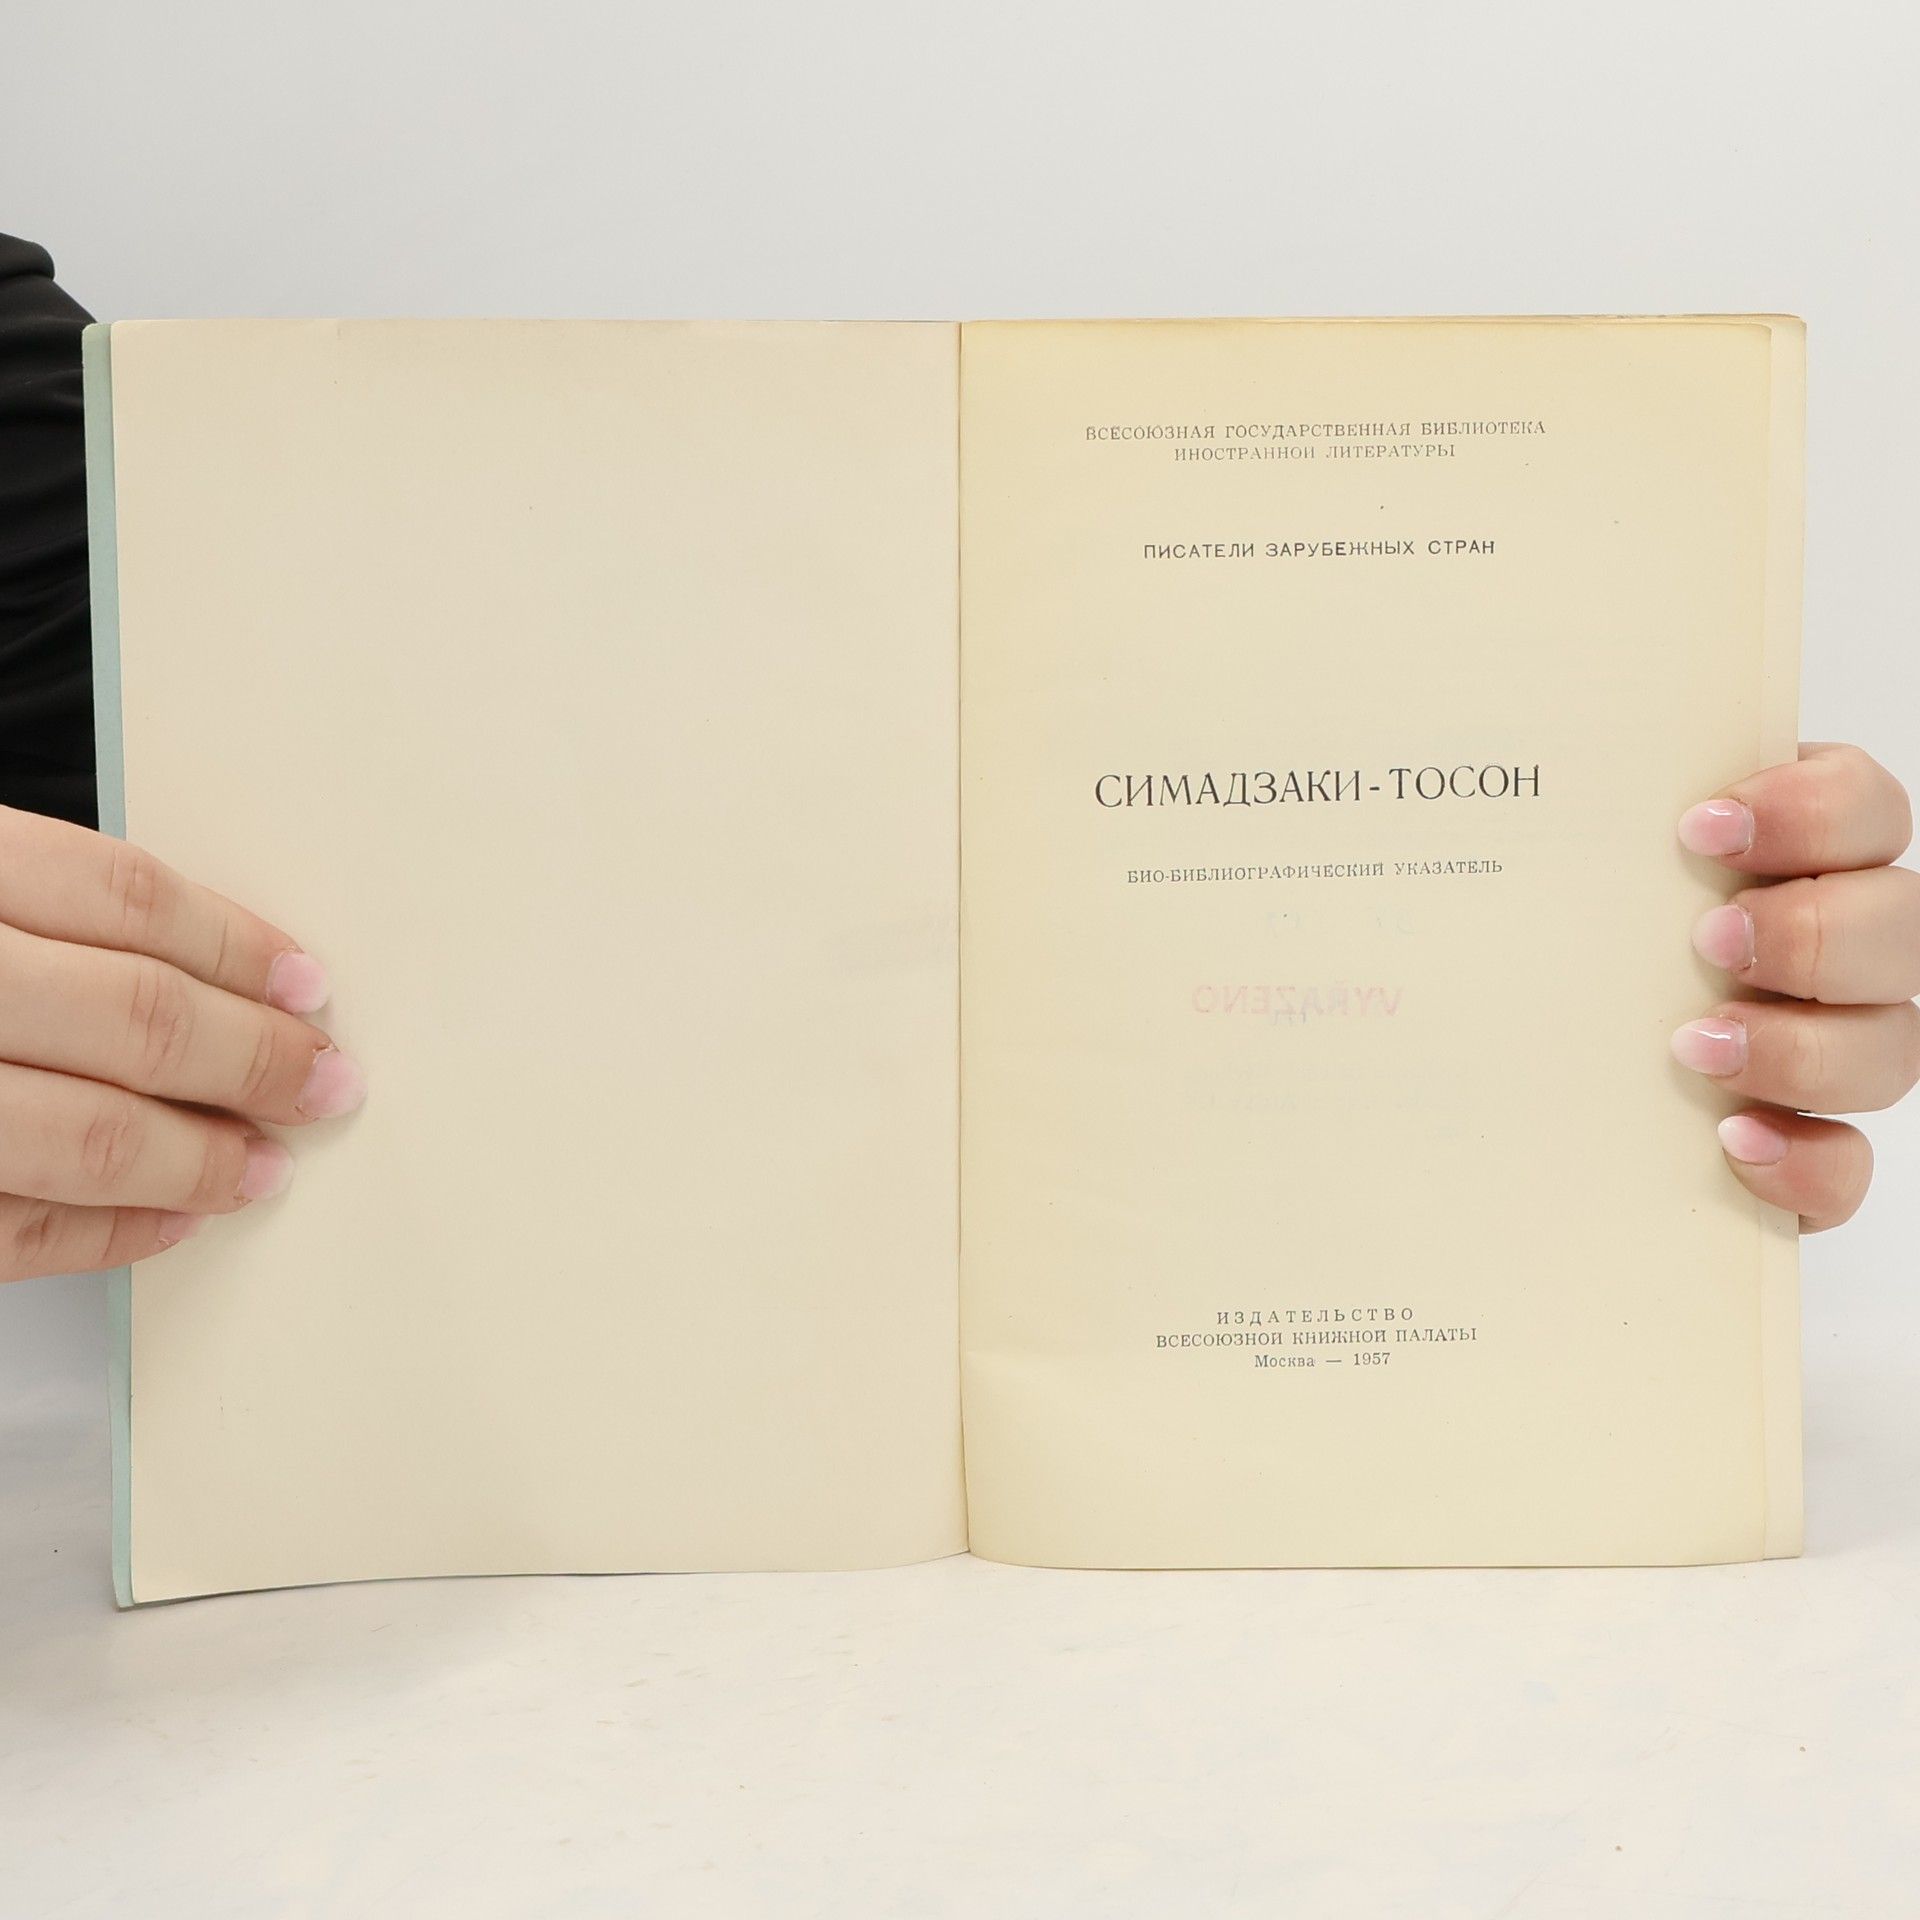 ВСЕСОЮЗНАЯ ГОСУДАРСТВЕННАЯ БИБЛИОТЕКА
ИНОСТРАННОЙ ЛИТЕРАТУРЫ
ПИСАТЕЛИ ЗАРУБЕЖНЫХ СТРАН
СИМАДЗАКИ-ТОСОН
БИО-БИБЛИОГРАФИЧЕСКИЙ УКАЗАТЕЛЬ
VYŘAZENO
ИЗДАТЕЛЬСТВО
ВСЕСОЮЗНОЙ КНИЖНОЙ ПАЛАТЫ
Москва — 1957